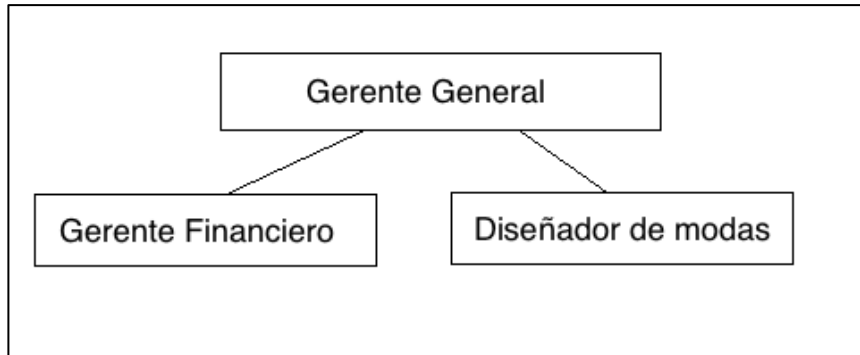 Gerente General
Gerente Financiero
Diseñador de modas